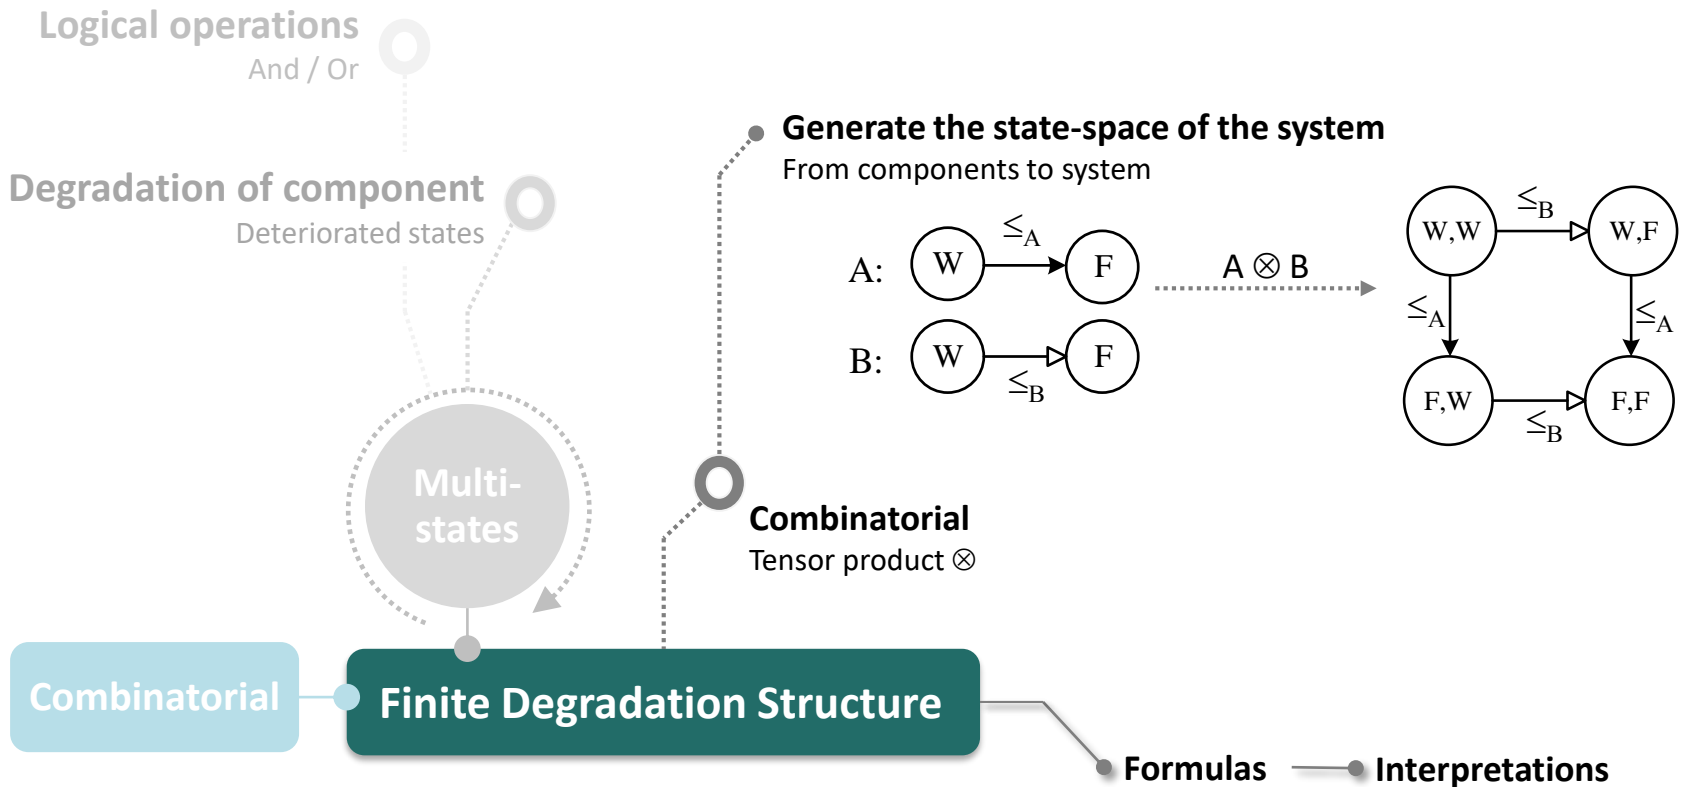 Logical operations
And / Or
Degradation of component
Deteriorated states
Multi-
states
Generate the state-space of the system
From components to system
A: W ≤A F
B: W ≤B F
A ⊗ B
W,W ≤B W,F
≤A ≤A
F,W ≤B F,F
Combinatorial
Tensor product ⊗
Combinatorial
Finite Degradation Structure
Formulas
Interpretations